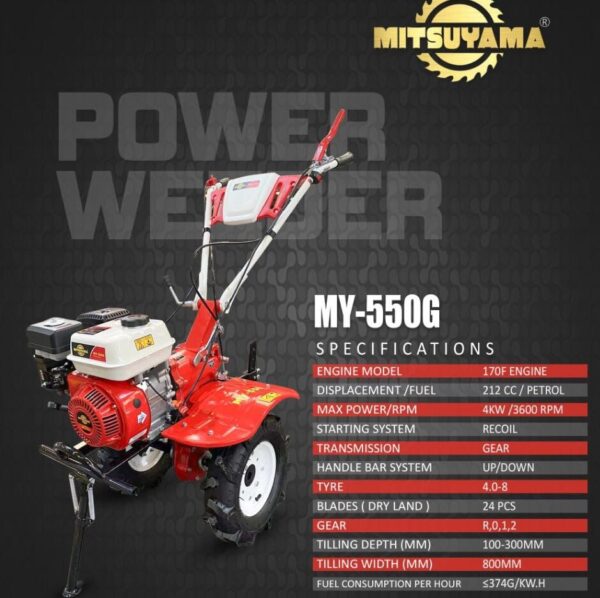 MITSUYAMA®
POWER
WEEDER
MY-550G
SPECIFICATIONS
ENGINE MODEL 170F ENGINE
DISPLACEMENT /FUEL 212 CC / PETROL
MAX POWER/RPM 4KW /3600 RPM
STARTING SYSTEM RECOIL
TRANSMISSION GEAR
HANDLE BAR SYSTEM UP/DOWN
TYRE 4.0-8
BLADES ( DRY LAND ) 24 PCS
GEAR R,0,1,2
TILLING DEPTH (MM) 100-300MM
TILLING WIDTH (MM) 800MM
FUEL CONSUMPTION PER HOUR ≤374G/KW.H